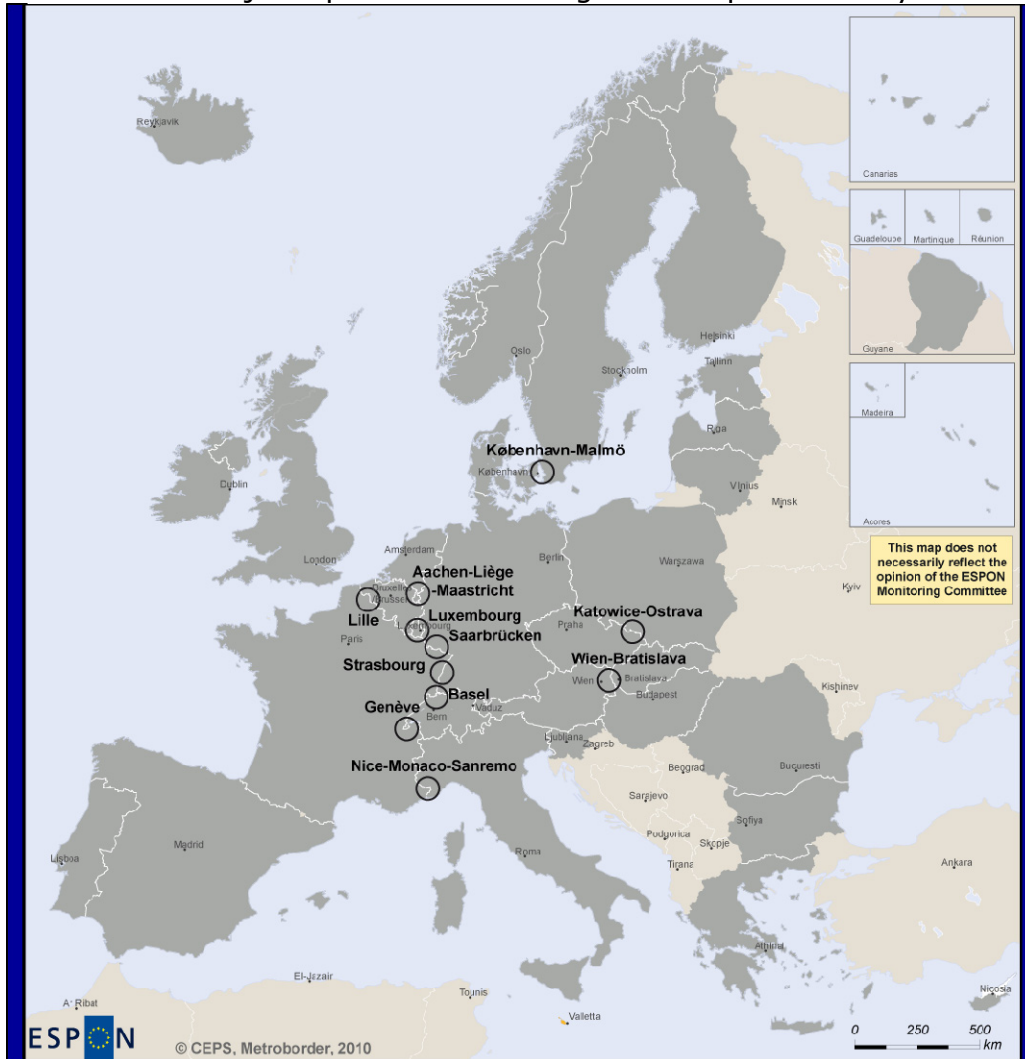 Reykjavik
Canarias
Guadeloupe
Martinique
Réunion
Guyane
Helsinki
Oslo
Tallinn
Stockholm
Madeira
Riga
København-Malmö
København
Vilnius
Dublin
Minsk
Acores
Amsterdam
Berlin
Warszawa
London
This map does not
necessarily reflect the
opinion of the ESPON
Monitoring Committee
Aachen-Liège
-Maastricht
Kyiv
Lille
Luxembourg
Katowice-Ostrava
Praha
Paris
Saarbrücken
Strasbourg
Wien-Bratislava
Wien
Bratislava
Budapest
Kishinev
Basel
Genève
Bern
Vaduz
Ljubljana
Zagreb
Nice-Monaco-Sanremo
Beograd
Bucuresti
Sarajevo
Podgorica
Sofiya
Skopje
Madrid
Lisboa
Roma
Tirana
Ankara
Athina
El-Jazair
Tounis
Nicosia
Ar Ribat
Valletta
ESPON
© CEPS, Metroborder, 2010
0 250 500
km